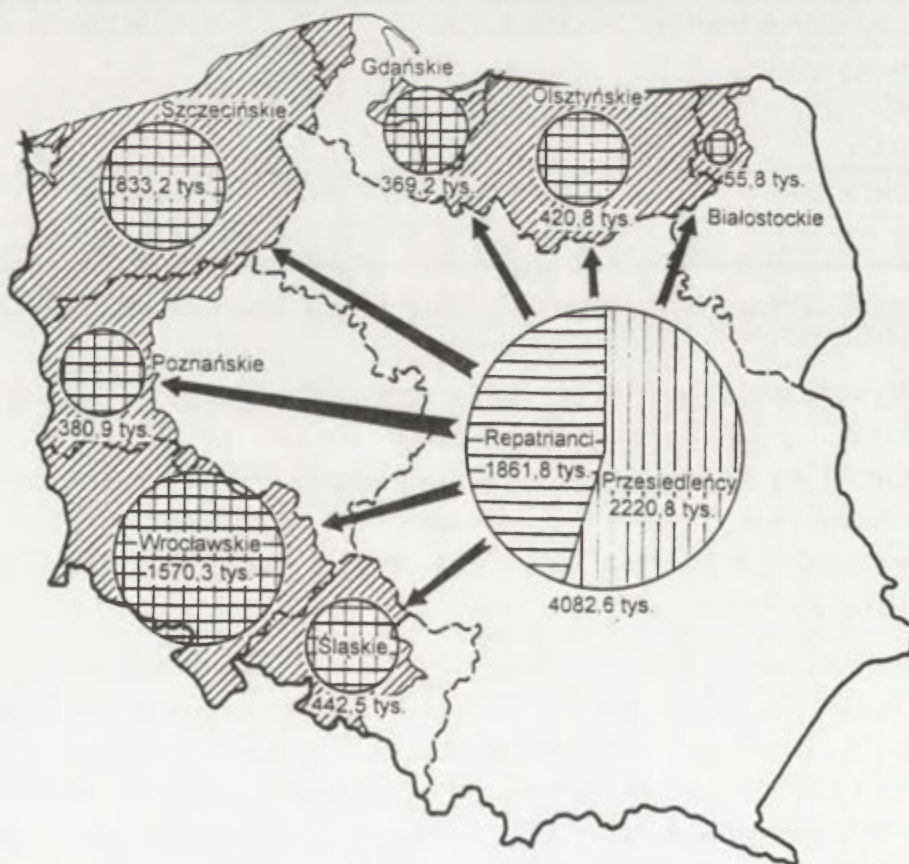 Gdańskie
Szczecińskie
Olsztyńskie
833,2 tys.
369,2 tys.
55,8 tys.
420,8 tys.
Białostockie
Poznańskie
380,9 tys.
Repatrianci
1861,8 tys.
Przesiedleńcy
2220,8 tys.
Wrocławskie
1570,3 tys.
4082,6 tys.
Śląskie
442,5 tys.